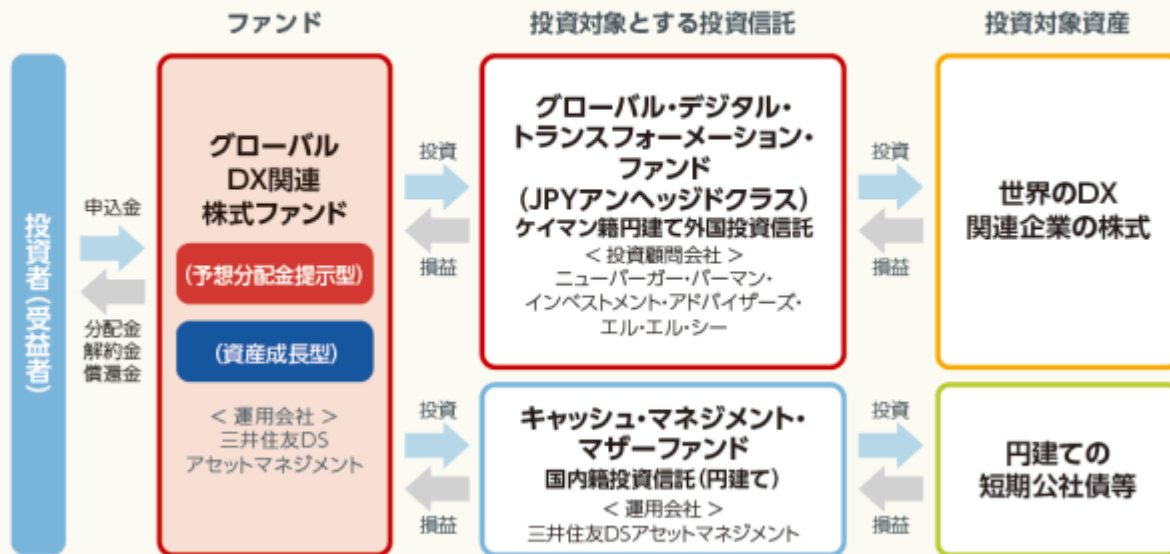 ファンド
投資対象とする投資信託
投資対象資産
投資者(受益者)
申込金
分配金
解約金
償還金
グローバル
DX関連
株式ファンド
(予想分配金提示型)
(資産成長型)
< 運用会社 >
三井住友DS
アセットマネジメント
投資
損益
グローバル・デジタル・
トランスフォーメーション・
ファンド
(JPYアンヘッジドクラス)
ケイマン籍円建て外国投資信託
< 投資顧問会社 >
ニューバーガー・バーマン・
インベストメント・アドバイザーズ・
エル・エル・シー
投資
損益
世界のDX
関連企業の株式
投資
損益
キャッシュ・マネジメント・
マザーファンド
国内籍投資信託(円建て)
< 運用会社 >
三井住友DSアセットマネジメント
投資
損益
円建ての
短期公社債等